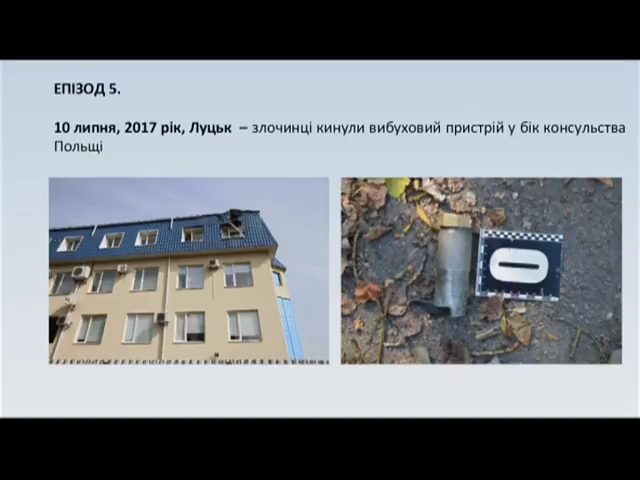 ЕПІЗОД 5.
10 липня, 2017 рік, Луцьк – злочинці кинули вибуховий пристрій у бік консульства
Польщі